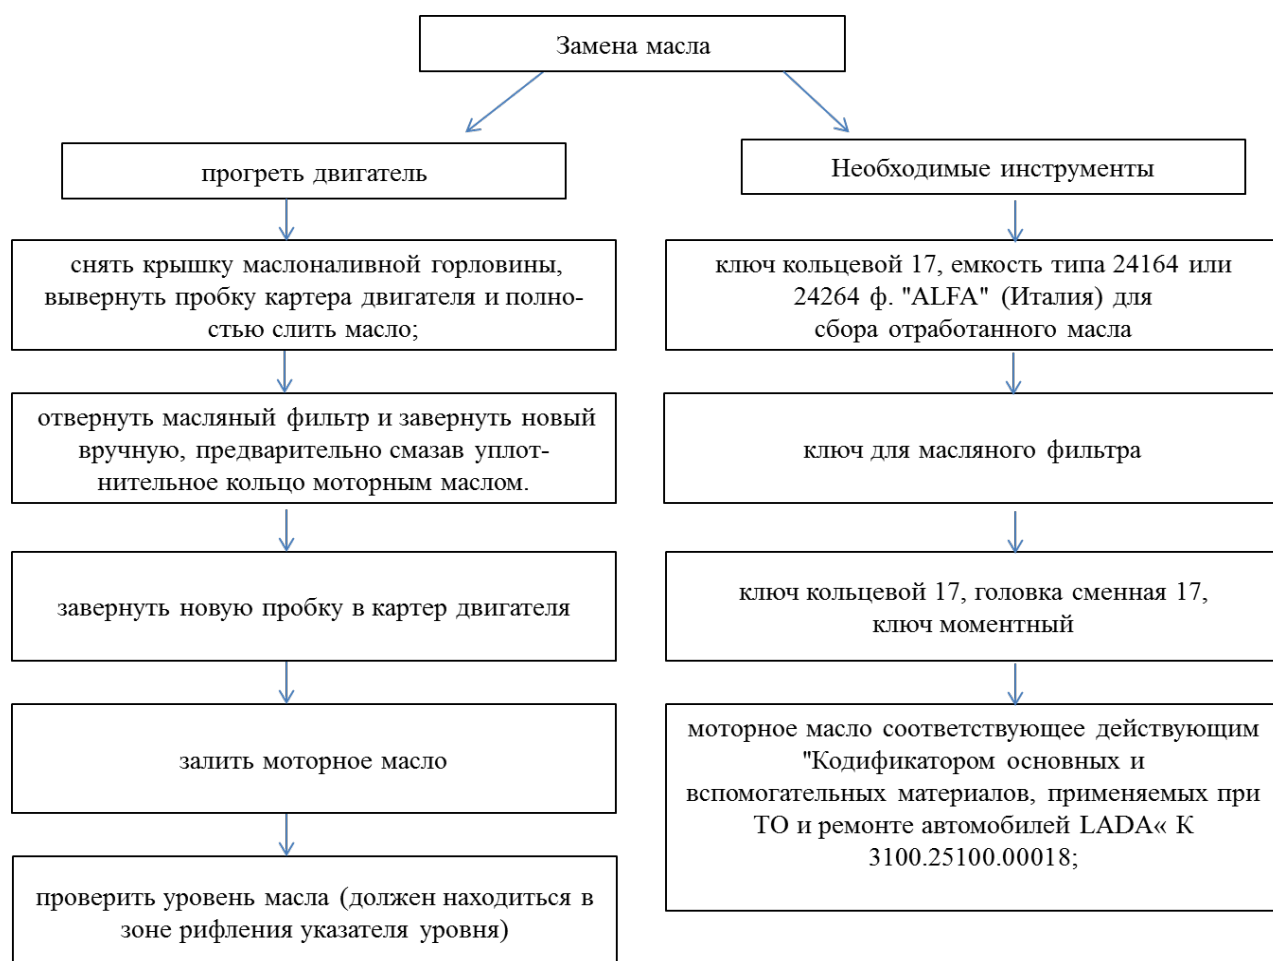 Замена масла
прогреть двигатель
снять крышку маслоналивной горловины,
вывернуть пробку картера двигателя и полно-
стью слить масло;
отвернуть масляный фильтр и завернуть новый
вручную, предварительно смазав уплот-
нительное кольцо моторным маслом.
завернуть новую пробку в картер двигателя
залить моторное масло
проверить уровень масла (должен находиться в
зоне рифления указателя уровня)
Необходимые инструменты
ключ кольцевой 17, емкость типа 24164 или
24264 ф. "ALFA" (Италия) для
сбора отработанного масла
ключ для масляного фильтра
ключ кольцевой 17, головка сменная 17,
ключ моментный
моторное масло соответствующее действующим
"Кодификатором основных и
вспомогательных материалов, применяемых при
ТО и ремонте автомобилей LADA« К
3100.25100.00018;